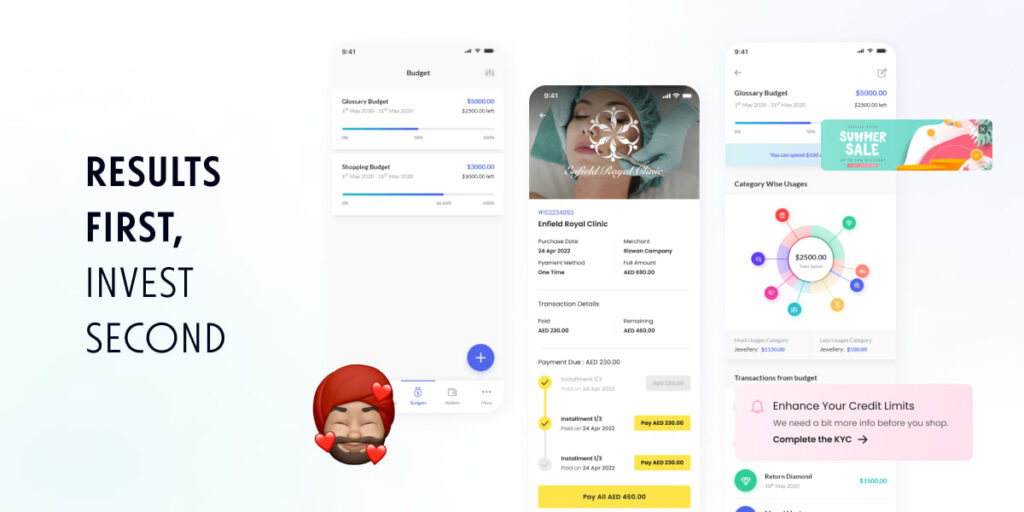 RESULTS
FIRST,
INVEST
SECOND
9:41
Budget
Glossary Budget
$5000.00
1st May 2020 - 31st May 2020
$2500.00 left
0%
50%
100%
Shopping Budget
$3000.00
1st May 2020 - 31st May 2020
$1000.00 left
0%
100%
Budgets
Wallets
More
9:41
Enfield Royal Clinic
#102234053
Enfield Royal Clinic
Purchase Date
24 Apr 2022
Merchant
Rizwan Company
Pyament Method
One Time
Full Amount
AED 690.00
Transaction Details
Paid
AED 230.00
Remaining
AED 460.00
Payment Due : AED 230.00
Installment 1/3
Paid on 24 Apr 2022
AED 230.00
Installment 1/3
Paid on 24 Apr 2022
Pay AED 230.00
Installment 1/3
Paid on 24 Apr 2022
Pay AED 230.00
Pay All AED 460.00
9:41
Glossary Budget
$5000.00
1st May 2020 - 31st May 2020
$2500.00 left
0%
You can spend $100
SUMMER
SALE
Category Wise Usages
$2500.00
Total Spend
Most Usages Category
Jewellery: $1150.00
Less Usages Category
Jewellery: $100.00
Transactions from budget
Enhance Your Credit Limits
We need a bit more info before you shop.
Complete the KYC
Return Diamond
10th May 2020
$1500.00